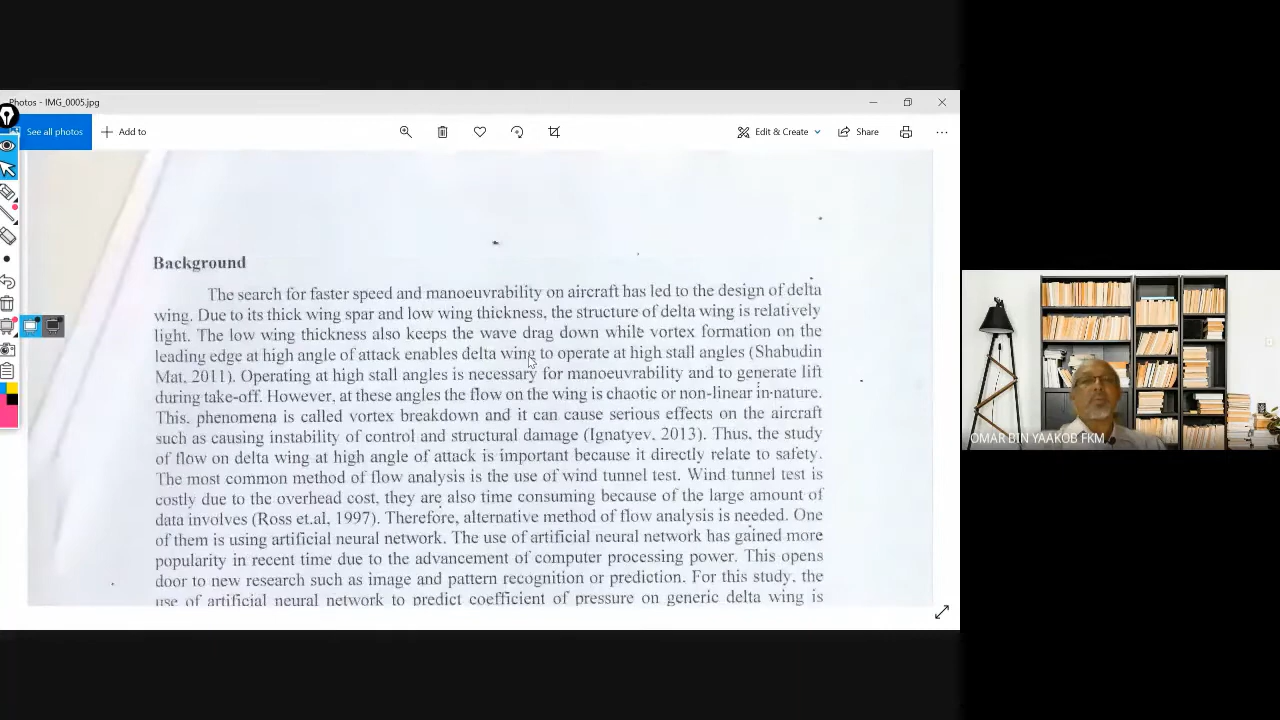 Photos - IMG_0005.jpg
See all photos
Add to
Edit & Create
Share
Background
The search for faster speed and manoeuvrability on aircraft has led to the design of delta
wing. Due to its thick wing spar and low wing thickness, the structure of delta wing is relatively
light. The low wing thickness also keeps the wave drag down while vortex formation on the
leading edge at high angle of attack enables delta wing to operate at high stall angles (Shabudin
Mat, 2011). Operating at high stall angles is necessary for manoeuvrability and to generate lift
during take-off. However, at these angles the flow on the wing is chaotic or non-linear in-nature.
This. phenomena is called vortex breakdown and it can cause serious effects on the aircraft
such as causing instability of control and structural damage (Ignatyev, 2013). Thus, the study
of flow on delta wing at high angle of attack is important because it directly relate to safety.
The most common method of flow analysis is the use of wind tunnel test. Wind tunnel test is
costly due to the overhead cost, they are also time consuming because of the large amount of
data involves (Ross et.al, 1997). Therefore, alternative method of flow analysis is needed. One
of them is using artificial neural network. The use of artificial neural network has gained more
popularity in recent time due to the advancement of computer processing power. This opens
door to new research such as image and pattern recognition or prediction. For this study, the
use of artificial neural network to predict coefficient of pressure on generic delta wing is
OMAR BIN YAAKOB FKM